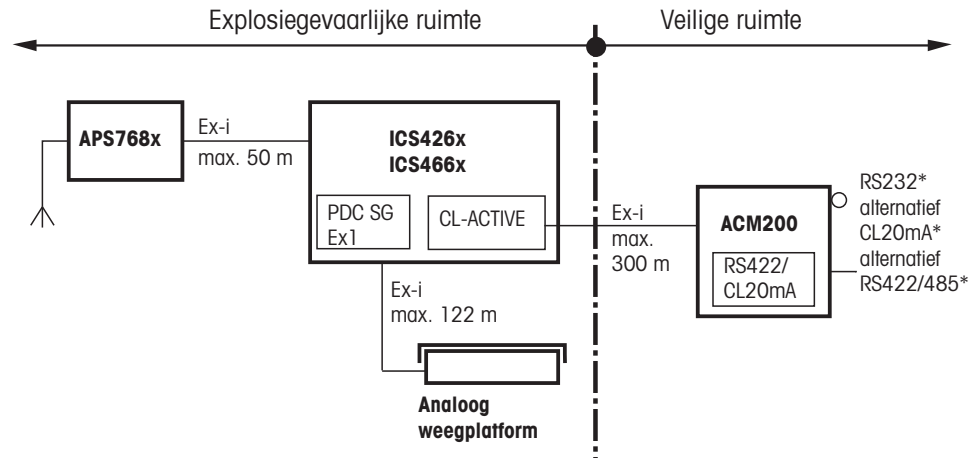 Explosiegevaarlijke ruimte
Veilige ruimte
APS768x
Ex-i
max. 50 m
ICS426x
ICS466x
PDC SG
Ex1
CL-ACTIVE
Ex-i
max.
300 m
ACM200
RS422/
CL20mA
RS232*
alternatief
CL20mA*
alternatief
RS422/485*
Ex-i
max. 122 m
Analoog
weegplatform